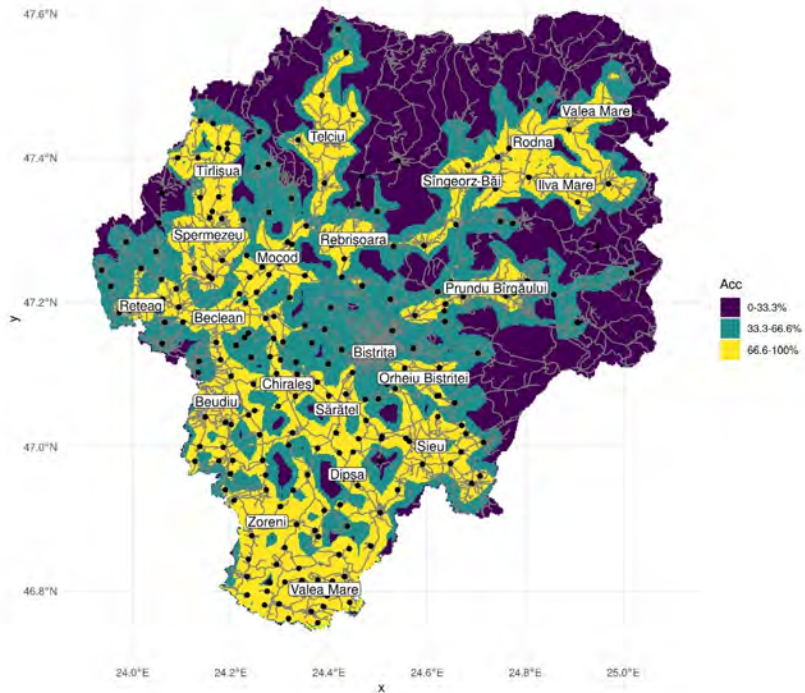 47.6°N
47.4°N
47.2°N
47.0°N
46.8°N
y
Valea Mare
Telciu
Rodna
Tîrlișua
Sîngeorz-Băi
Ilva Mare
Spermezeu
Rebrișoara
Mocod
Prundu Bîrgăului
Reteag
Beclean
Bistrița
Orheiu Bistriței
Chiraleș
Beudiu
Sărățel
Sieu
Dipșa
Zoreni
Valea Mare
24.0°E
24.2°E
24.4°E
24.6°E
24.8°E
25.0°E
x
Acc
0-33.3%
33.3-66.6%
66.6-100%